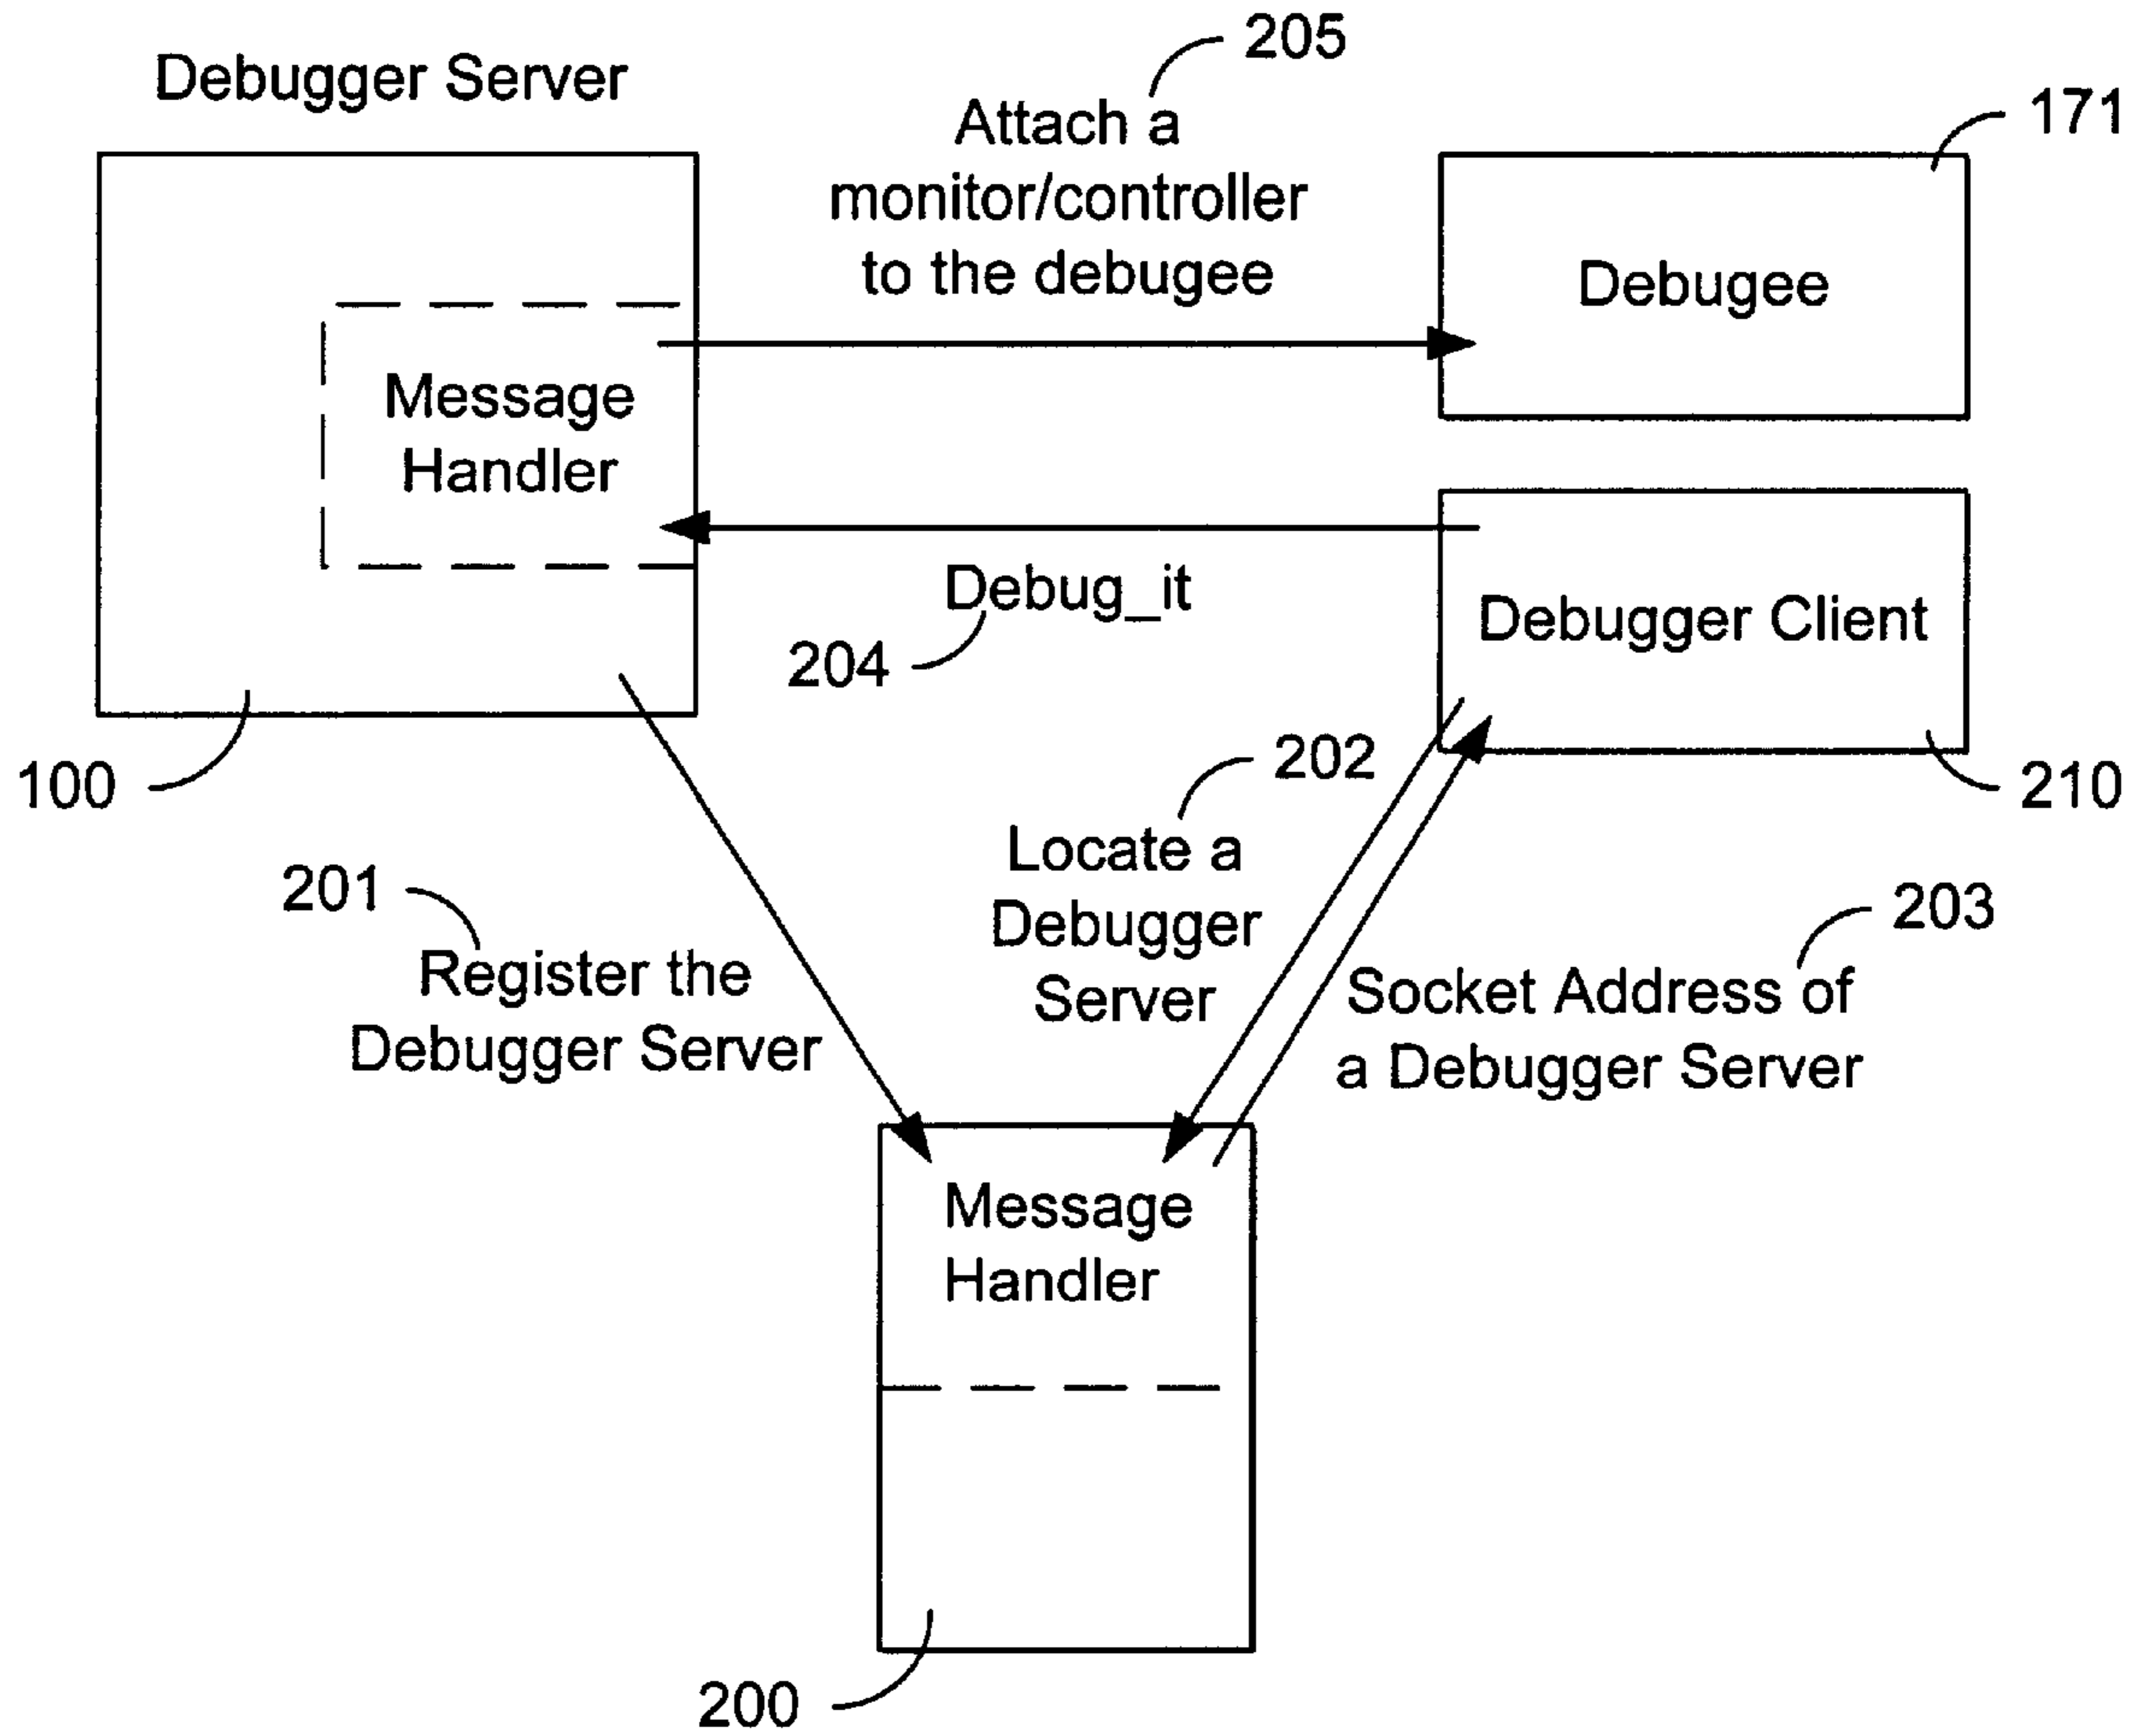 205
Debugger Server
Attach a
monitor/controller
to the debugee
171
Debugee
Message
Handler
Debug_it
204
Debugger Client
100
202
210
Locate a
Debugger
Server
201
Register the
Debugger Server
203
Socket Address of
a Debugger Server
Message
Handler
200